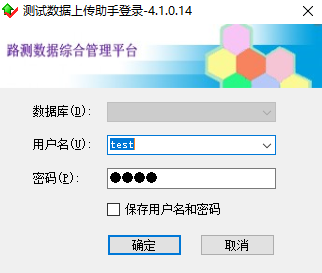 测试数据上传助手登录-4.1.0.14
路测数据综合管理平台
数据库(D):
用户名(U): test
密码(P): ●●●●
保存用户名和密码
确定 取消